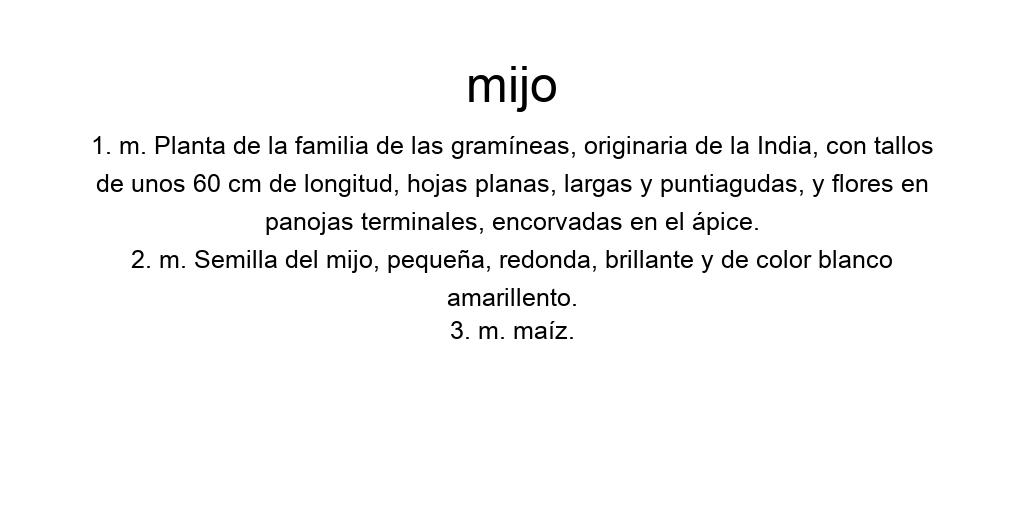 mijo
1. m. Planta de la familia de las gramíneas, originaria de la India, con tallos
de unos 60 cm de longitud, hojas planas, largas y puntiagudas, y flores en
panojas terminales, encorvadas en el ápice.
2. m. Semilla del mijo, pequeña, redonda, brillante y de color blanco
amarillento.
3. m. maíz.